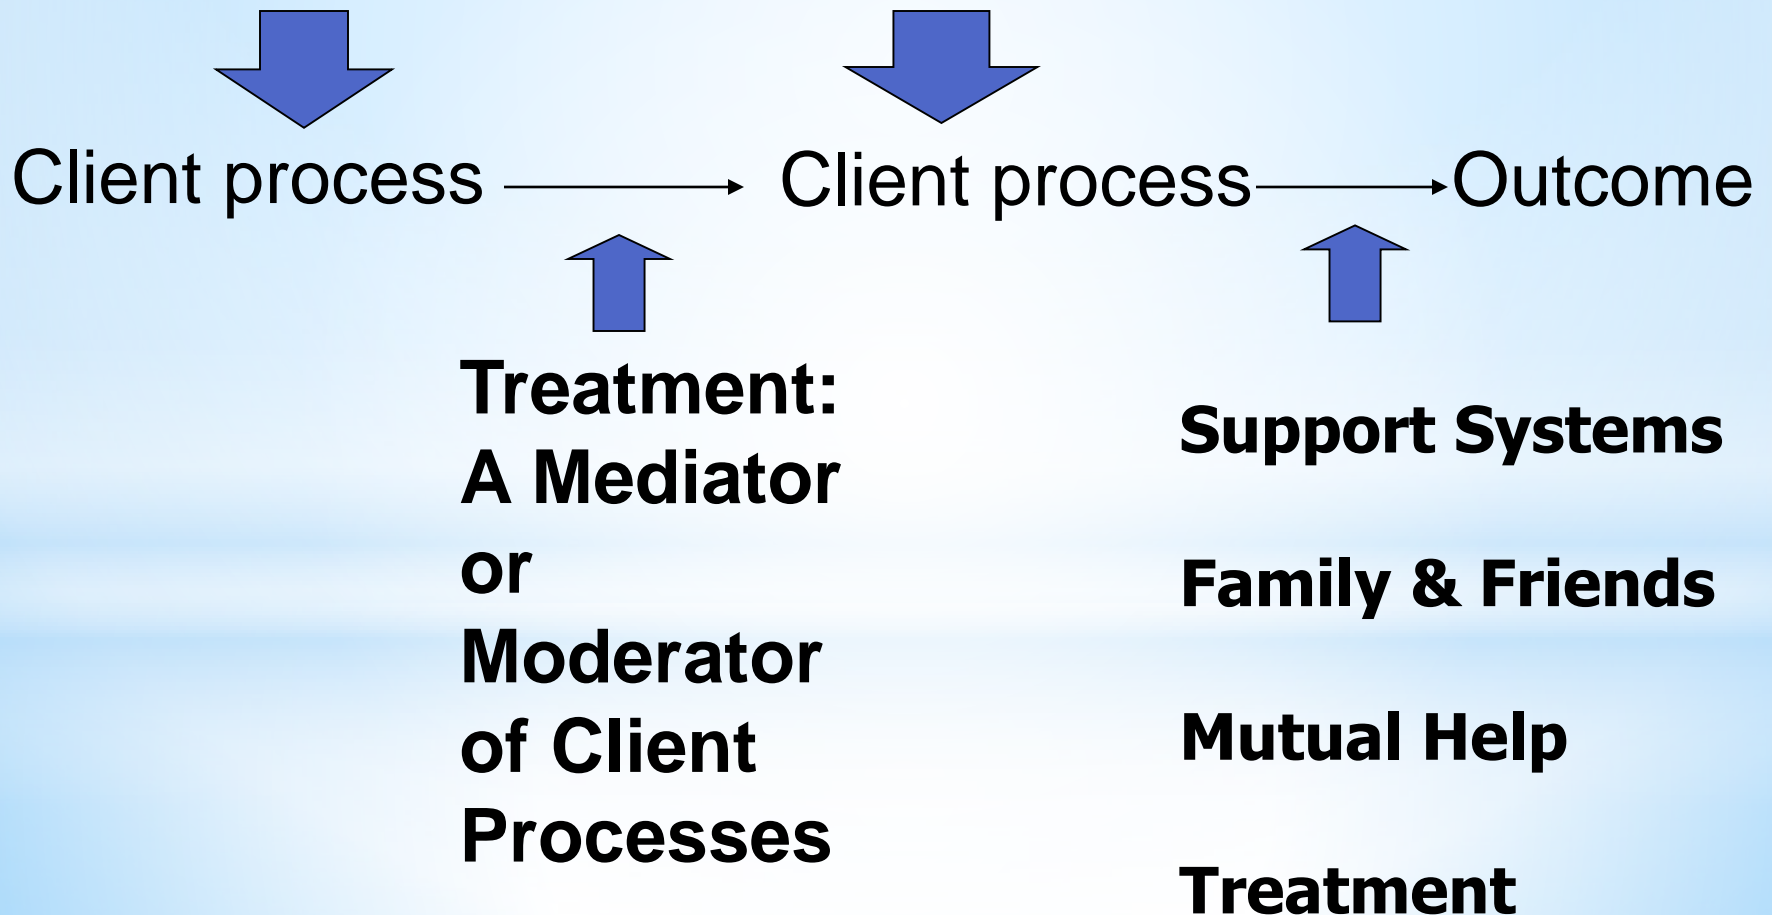 Client process
Client process
Outcome
Treatment:
A Mediator
or
Moderator
of Client
Processes
Support Systems
Family & Friends
Mutual Help
Treatment